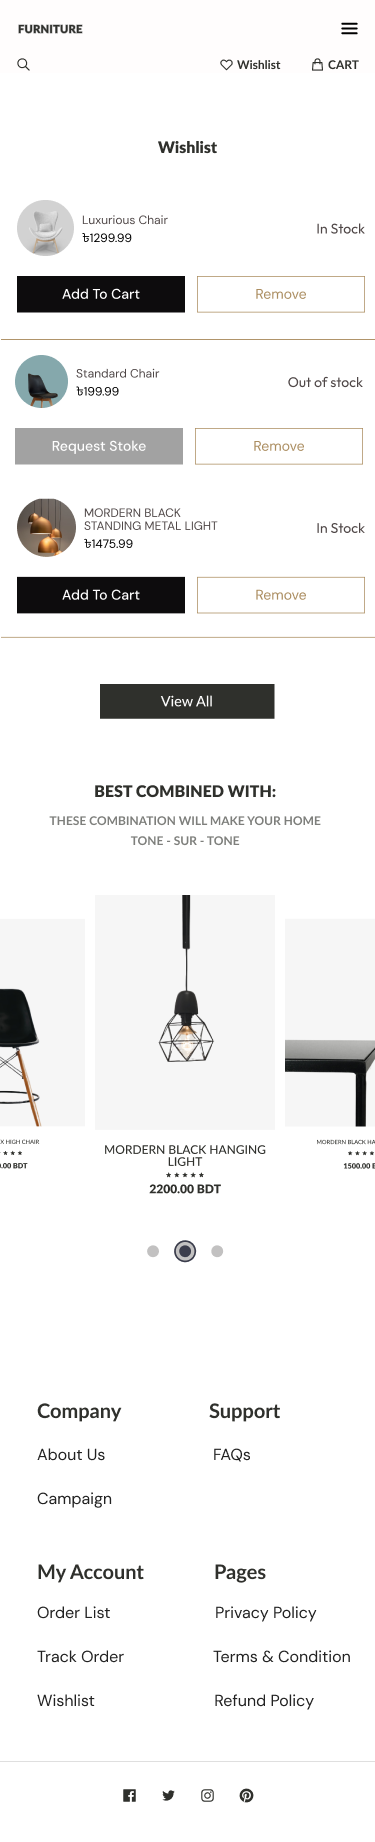 FURNITURE
Wishlist CART
Wishlist
Luxurious Chair
৳1299.99
In Stock
Add To Cart Remove
Standard Chair
৳199.99
Out of stock
Request Stoke Remove
MORDERN BLACK
STANDING METAL LIGHT
৳1475.99
In Stock
Add To Cart Remove
View All
BEST COMBINED WITH:
THESE COMBINATION WILL MAKE YOUR HOME
TONE - SUR - TONE
X HIGH CHAIR
0.00 BDT
MORDERN BLACK HANGING
LIGHT
2200.00 BDT
MORDERN BLACK HA
1500.00 B
Company Support
About Us FAQs
Campaign
My Account Pages
Order List Privacy Policy
Track Order Terms & Condition
Wishlist Refund Policy